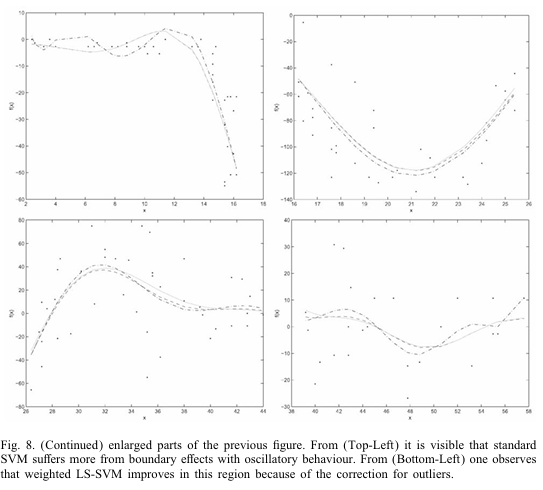 10
0
−10
−20
−30
−40
−50
−60
f(x)
2 4 6 8 10 12 14 16 18
x
0
−20
−40
−60
−80
−100
−120
−140
f(x)
16 17 18 19 20 21 22 23 24 25 26
x
80
60
40
20
0
−20
−40
−60
−80
f(x)
26 28 30 32 34 36 38 40 42 44
x
40
30
20
10
0
−10
−20
−30
f(x)
38 40 42 44 46 48 50 52 54 56 58
x
Fig. 8. (Continued) enlarged parts of the previous figure. From (Top-Left) it is visible that standard
SVM suffers more from boundary effects with oscillatory behaviour. From (Bottom-Left) one observes
that weighted LS-SVM improves in this region because of the correction for outliers.